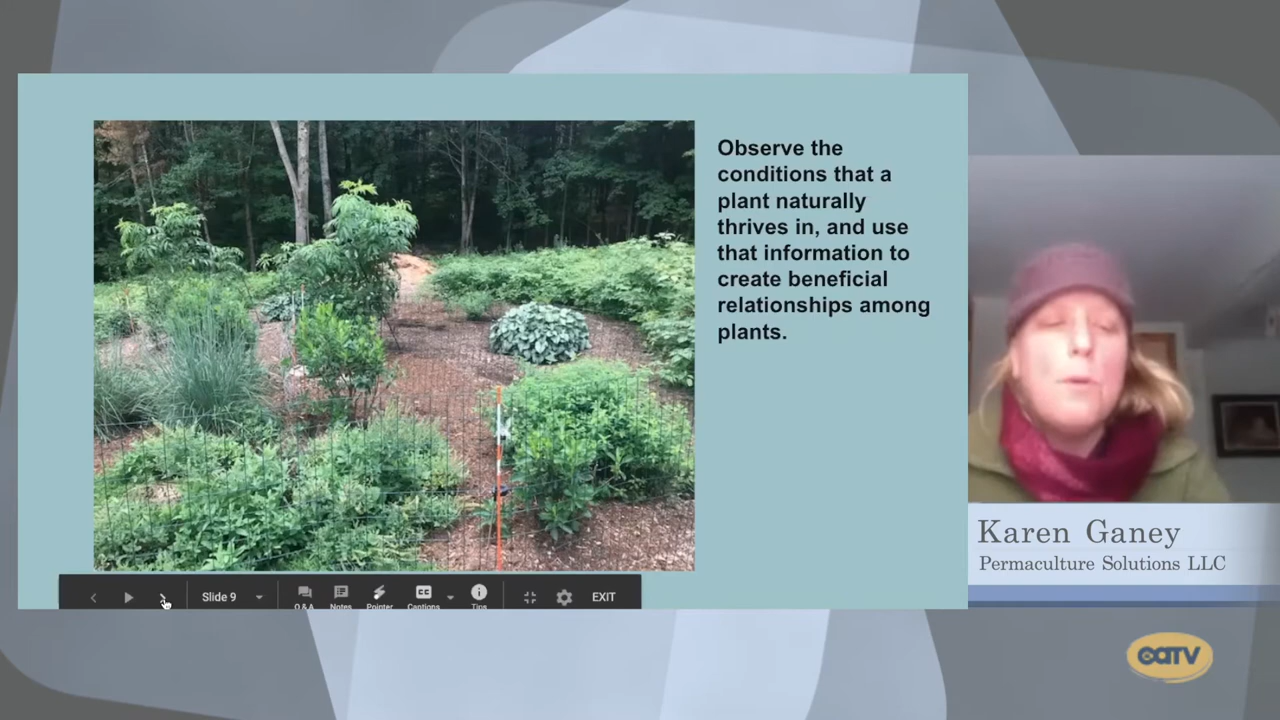 Observe the
conditions that a
plant naturally
thrives in, and use
that information to
create beneficial
relationships among
plants.
Karen Ganey
Permaculture Solutions LLC
Slide 9
Q&A
Notes
Pointer
Captions
Tips
EXIT
CC
catv